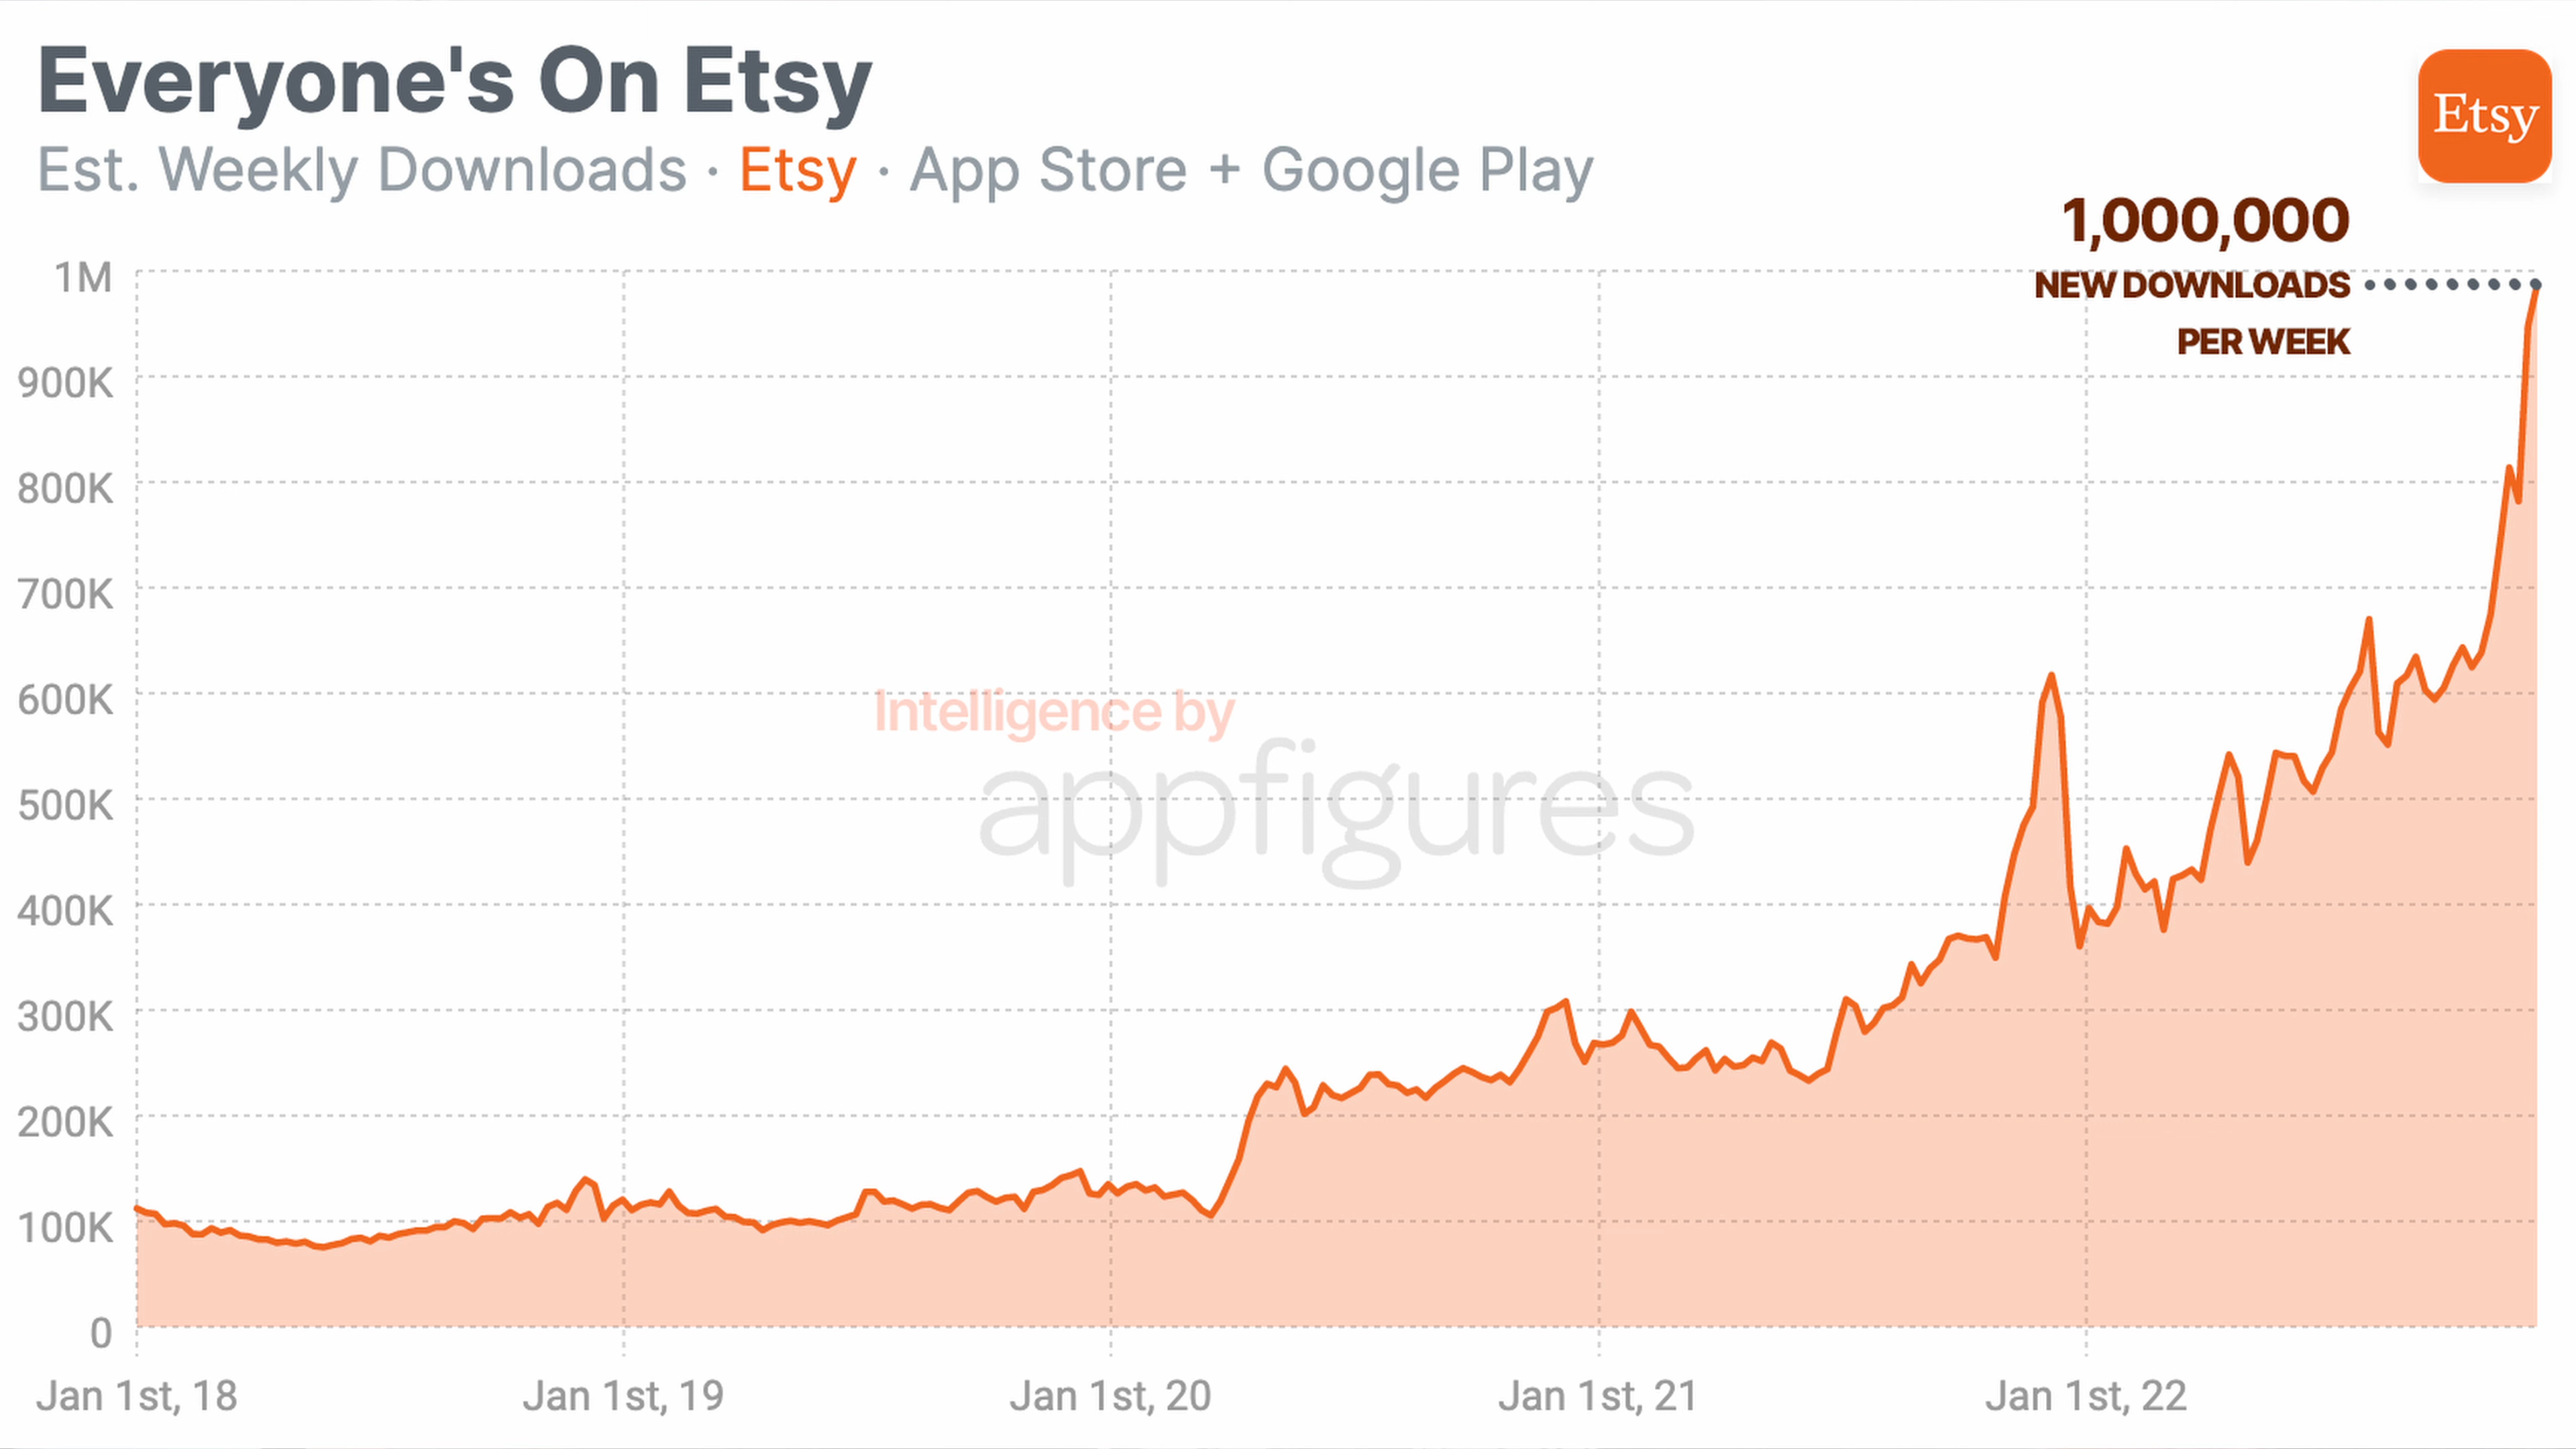 Everyone's On Etsy
Est. Weekly Downloads · Etsy · App Store + Google Play
Etsy
1,000,000
NEW DOWNLOADS
PER WEEK
1M
900K
800K
700K
600K
500K
400K
300K
200K
100K
0
Intelligence by
appfigures
Jan 1st, 18
Jan 1st, 19
Jan 1st, 20
Jan 1st, 21
Jan 1st, 22